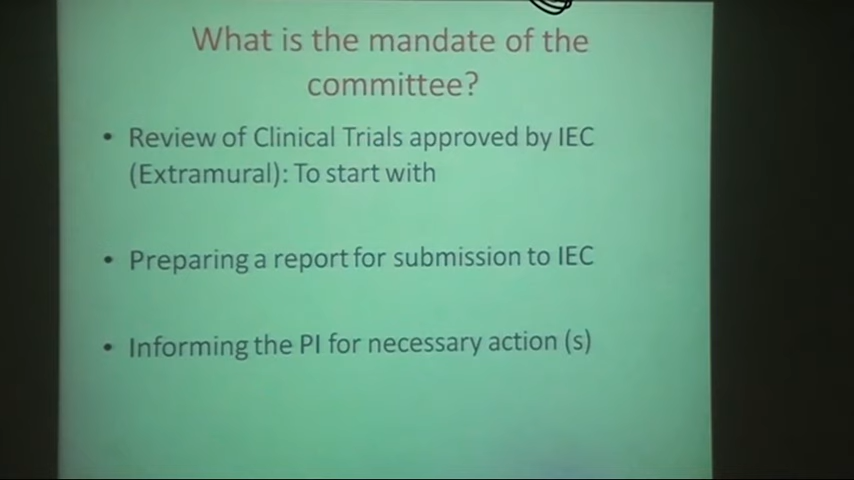 What is the mandate of the
committee?
• Review of Clinical Trials approved by IEC
(Extramural): To start with
• Preparing a report for submission to IEC
• Informing the PI for necessary action (s)